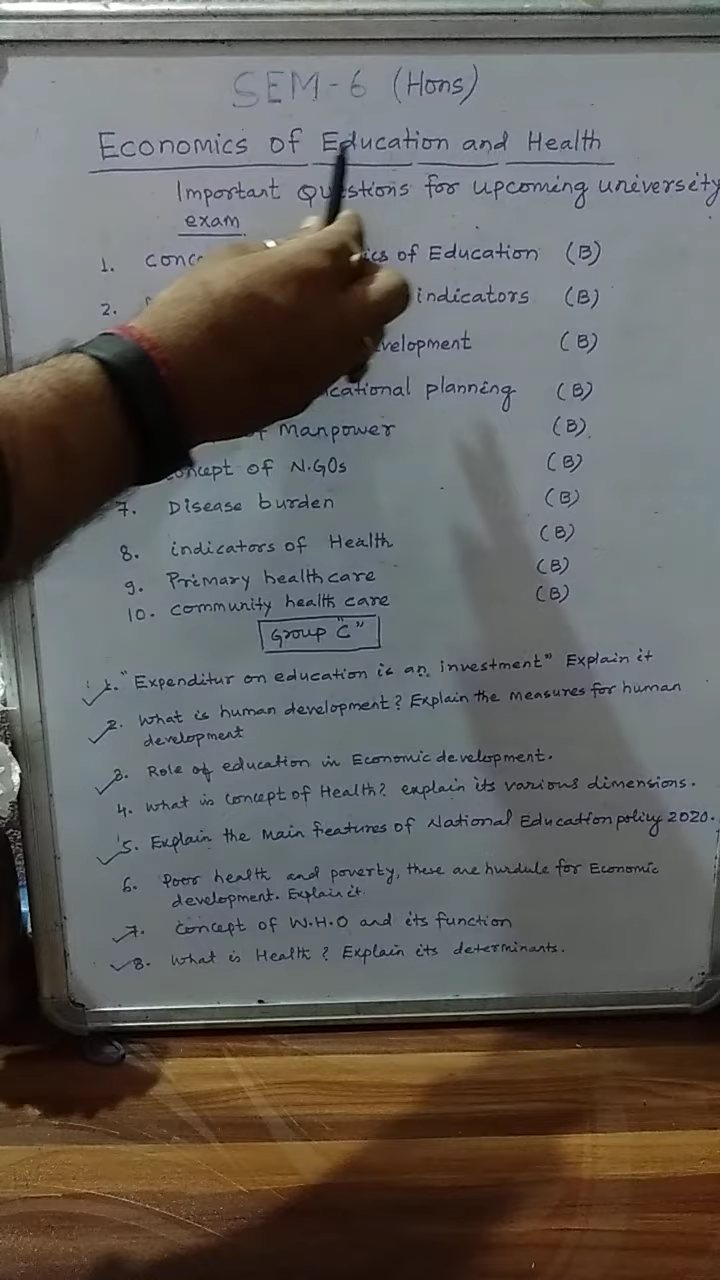 SEM-6 (Hons)
Economics of Education and Health
Important Questions for upcoming university
exam
1. conc ics of Education (B)
2. indicators (B)
velopment (B)
cational planning (B)
of Manpower (B)
oncept of N.GOs (B)
7. Disease burden (B)
8. indicators of Health (B)
9. Primary healthcare (B)
10. community health care (B)
Group "C"
1. "Expenditur on education is an investment" Explain it
2. What is human development? Explain the measures for human
development
3. Role of education in Economic development.
4. What is concept of Health? explain its various dimensions.
5. Explain the main features of National Education policy 2020.
6. Poor health and poverty, these are hurdule for Economic
development. Explain it.
7. concept of W.H.O and its function
8. What is Health? Explain its determinants.